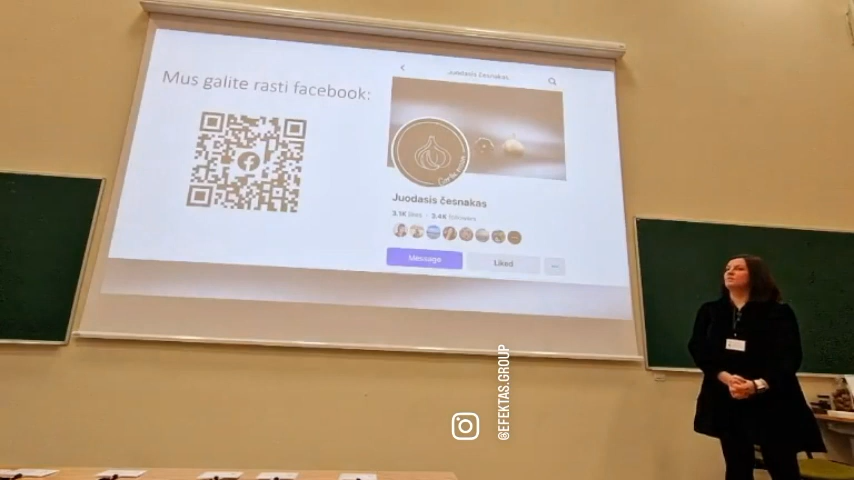 Mus galite rasti facebook:
Juodasis česnakas
Juodasis česnakas
3.1K likes · 3.4K followers
Message
Liked
@EFEKTAS.GROUP